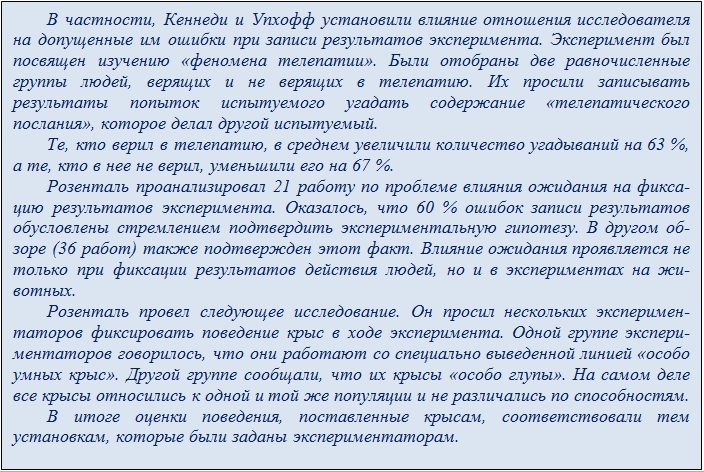 В частности, Кеннеди и Упхофф установили влияние отношения исследователя
на допущенные им ошибки при записи результатов эксперимента. Эксперимент был
посвящен изучению «феномена телепатии». Были отобраны две равночисленные
группы людей, верящих и не верящих в телепатию. Их просили записывать
результаты попыток испытуемого угадать содержание «телепатического
послания», которое делал другой испытуемый.
Те, кто верил в телепатию, в среднем увеличили количество угадываний на 63 %,
а те, кто в нее не верил, уменьшили его на 67 %.
Розенталь проанализировал 21 работу по проблеме влияния ожидания на фикса-
цию результатов эксперимента. Оказалось, что 60 % ошибок записи результатов
обусловлены стремлением подтвердить экспериментальную гипотезу. В другом об-
зоре (36 работ) также подтвержден этот факт. Влияние ожидания проявляется не
только при фиксации результатов действия людей, но и в экспериментах на жи-
вотных.
Розенталь провел следующее исследование. Он просил нескольких эксперимен-
таторов фиксировать поведение крыс в ходе эксперимента. Одной группе экспери-
ментаторов говорилось, что они работают со специально выведенной линией «особо
умных крыс». Другой группе сообщали, что их крысы «особо глупы». На самом деле
все крысы относились к одной и той же популяции и не различались по способностям.
В итоге оценки поведения, поставленные крысам, соответствовали тем
установкам, которые были заданы экспериментаторам.